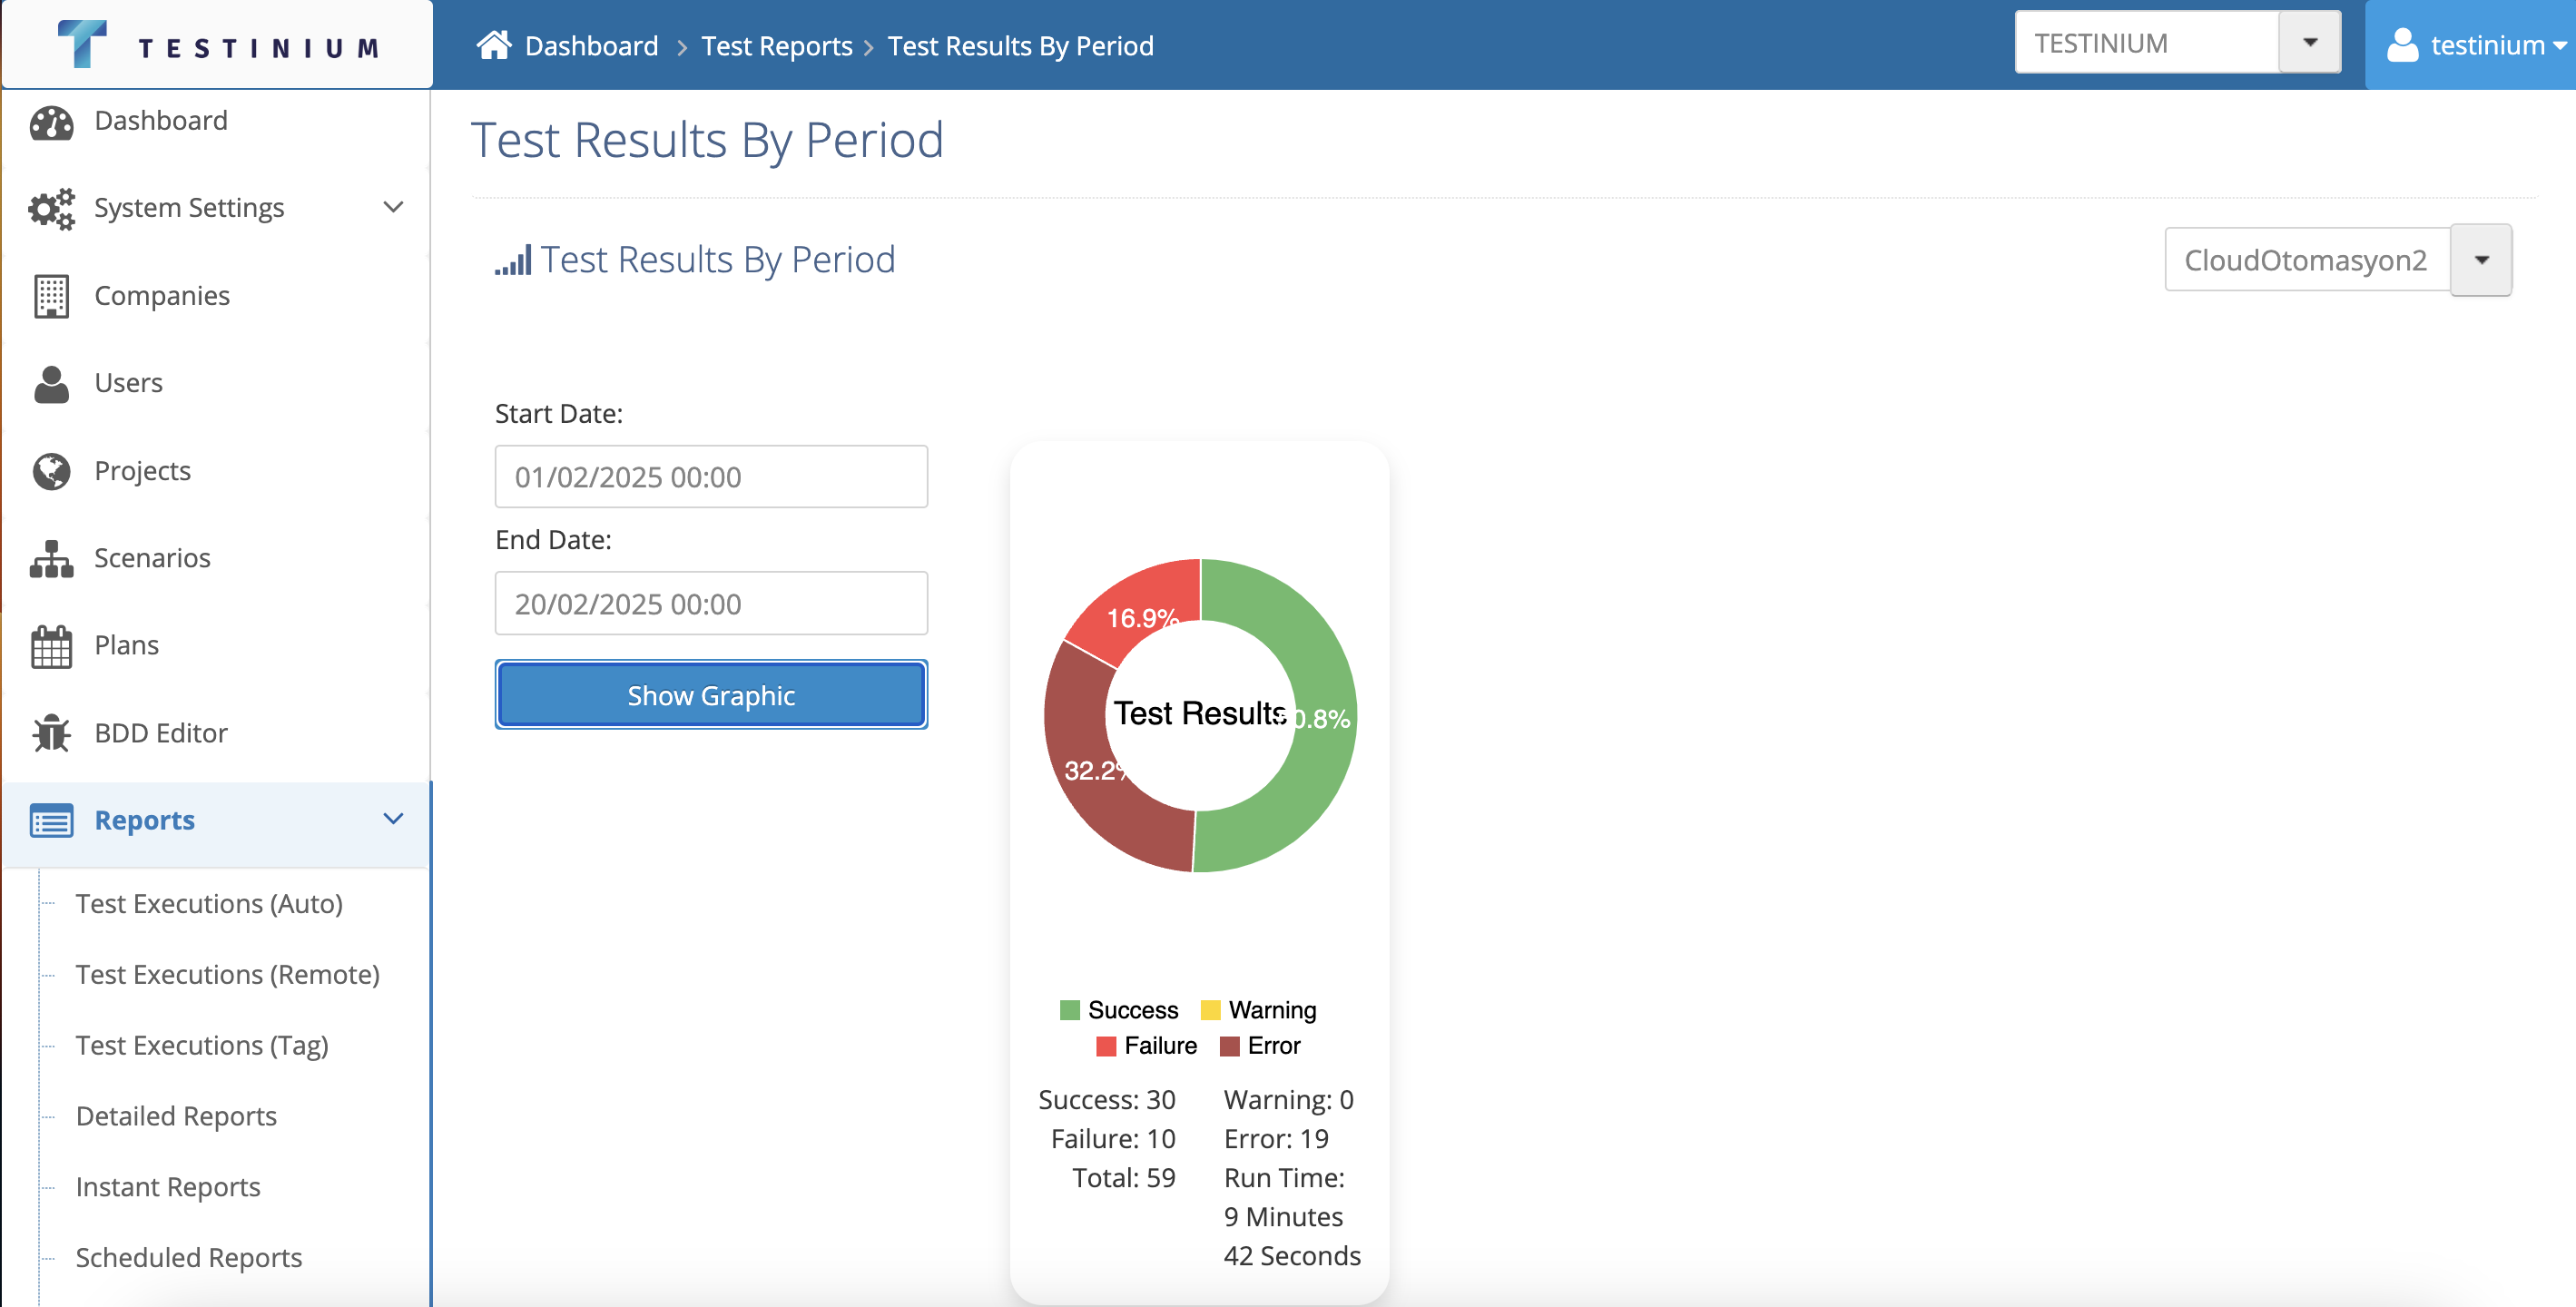 TESTINIUM
Dashboard > Test Reports > Test Results By Period
TESTINIUM
testinium
Dashboard
System Settings
Companies
Users
Projects
Scenarios
Plans
BDD Editor
Reports
Test Executions (Auto)
Test Executions (Remote)
Test Executions (Tag)
Detailed Reports
Instant Reports
Scheduled Reports
Test Results By Period
Test Results By Period
CloudOtomasyon2
Start Date:
01/02/2025 00:00
End Date:
20/02/2025 00:00
Show Graphic
16.9%
Test Results
50.8%
32.2%
Success Warning
Failure Error
Success: 30
Failure: 10
Total: 59
Warning: 0
Error: 19
Run Time:
9 Minutes
42 Seconds